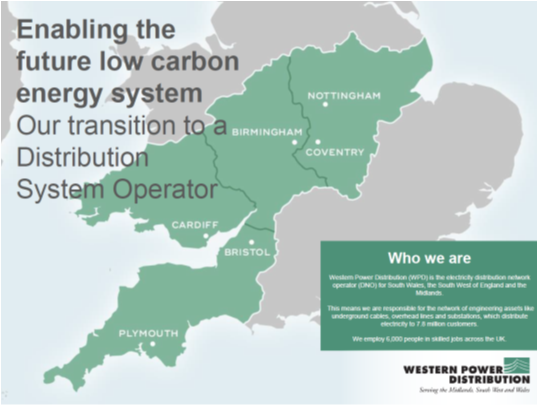 Enabling the
future low carbon
energy system
Our transition to a
Distribution
System Operator
NOTTINGHAM
BIRMINGHAM
COVENTRY
CARDIFF
BRISTOL
PLYMOUTH
Who we are
Western Power Distribution (WPD) is the electricity distribution network
operator (DNO) for South Wales, the South West of England and the
Midlands.
This means we are responsible for the network of engineering assets like
underground cables, overhead lines and substations, which distribute
electricity to 7.8 million customers.
We employ 6,000 people in skilled jobs across the UK.
WESTERN POWER
DISTRIBUTION
Serving the Midlands, South West and Wales